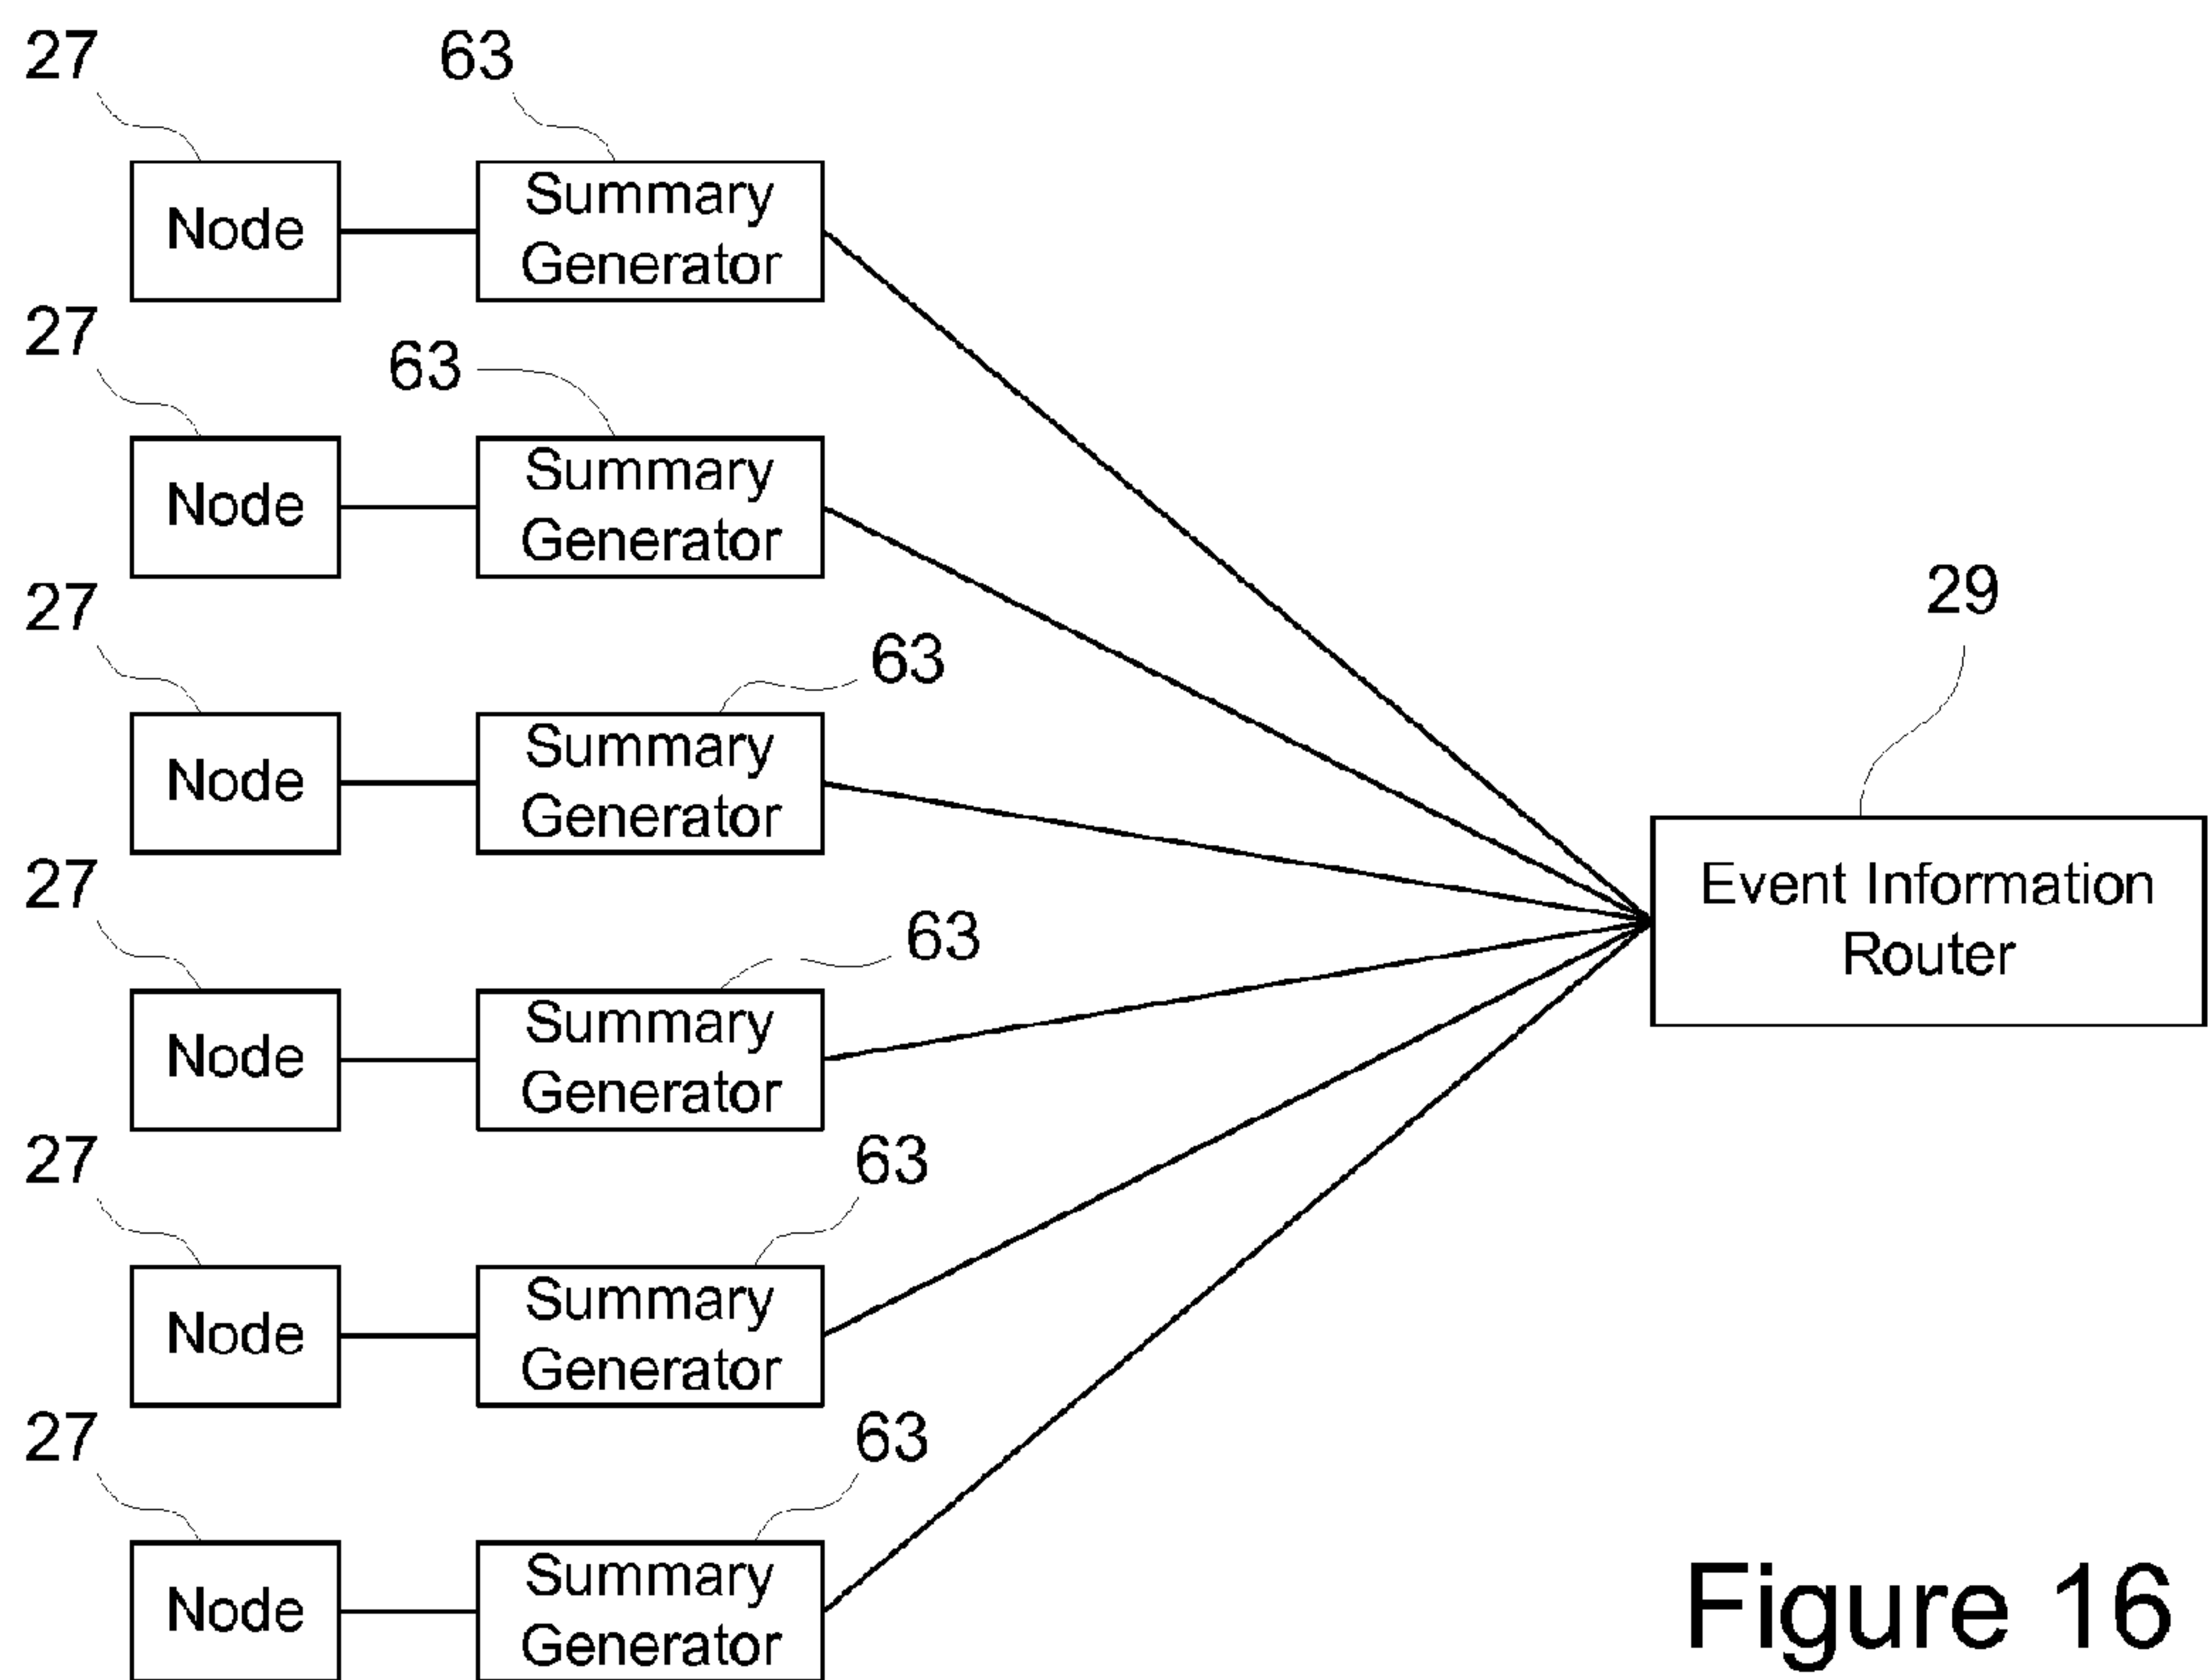 27
63
Node
Summary
Generator
27
63
Node
Summary
Generator
27
63
Node
Summary
Generator
27
63
Node
Summary
Generator
27
63
Node
Summary
Generator
27
63
Node
Summary
Generator
29
Event Information
Router
Figure 16